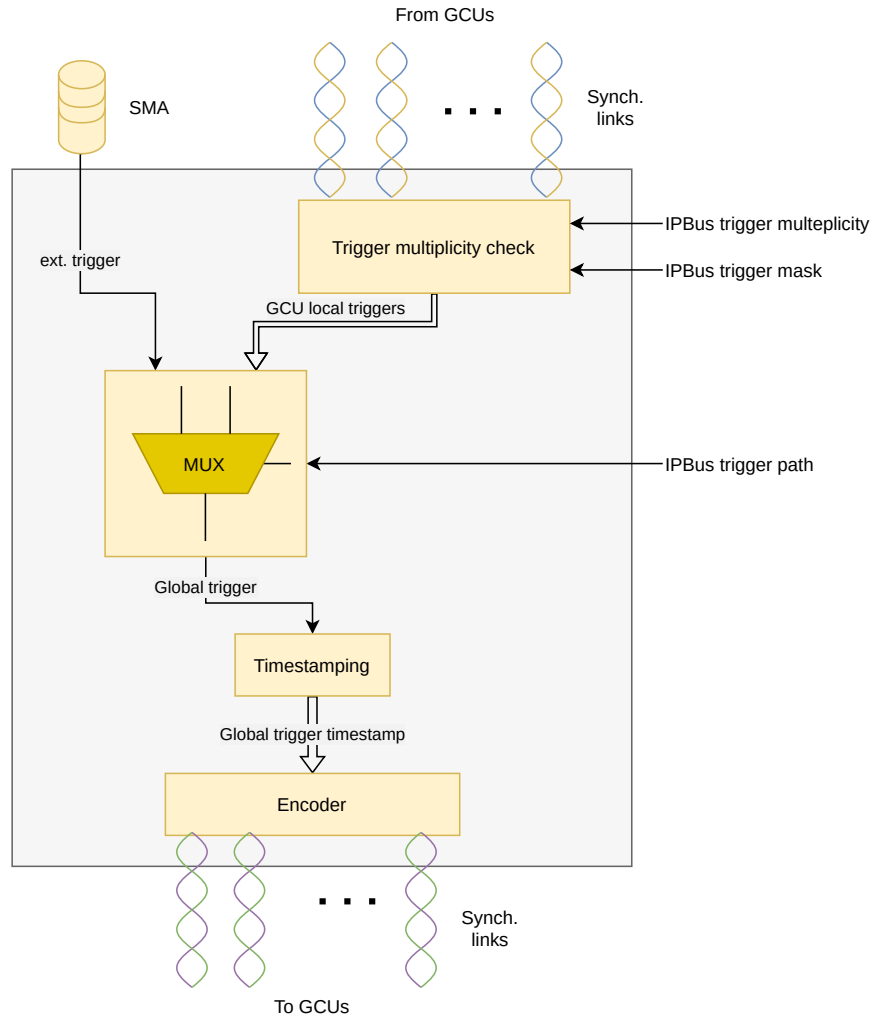 From GCUs
SMA
Synch.
links
Trigger multiplicity check
IPBus trigger multeplicity
IPBus trigger mask
ext. trigger
GCU local triggers
MUX
IPBus trigger path
Global trigger
Timestamping
Global trigger timestamp
Encoder
Synch.
links
To GCUs